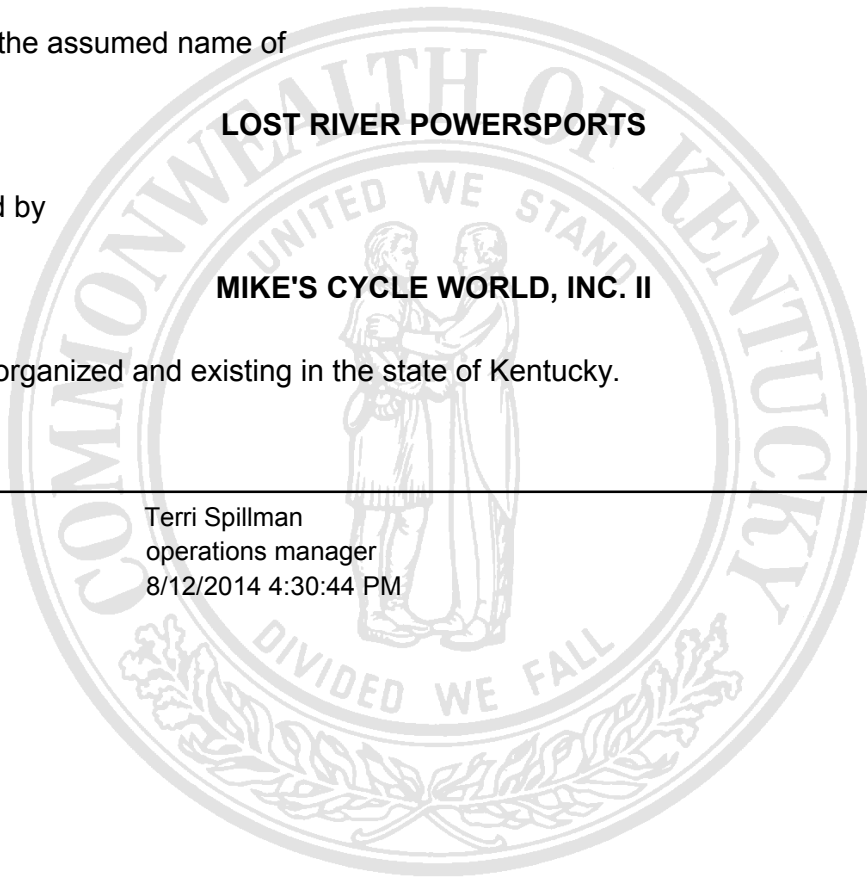 the assumed name of
LOST RIVER POWERSPORTS
d by
MIKE'S CYCLE WORLD, INC. II
organized and existing in the state of Kentucky.
Terri Spillman
operations manager
8/12/2014 4:30:44 PM
COMMONWEALTH OF KENTUCKY
UNITED WE STAND
DIVIDED WE FALL